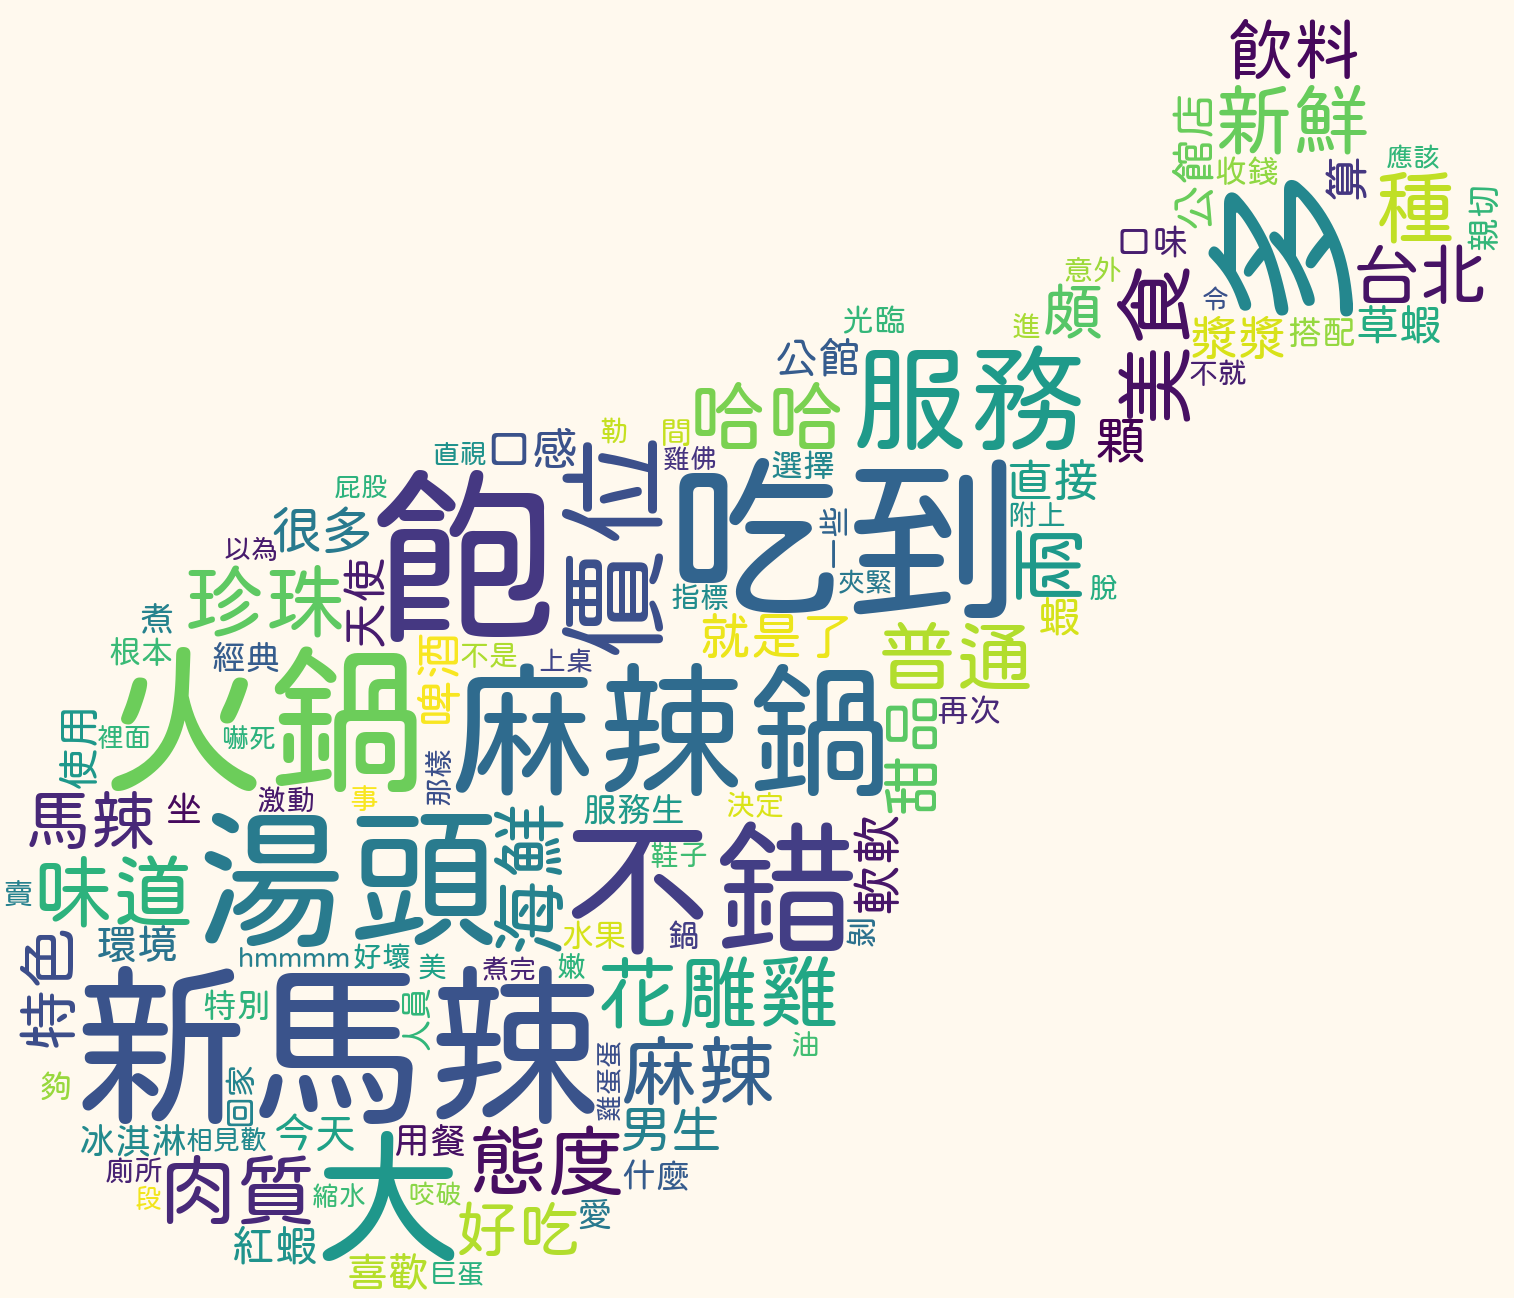 飲料
新鮮
公館店
收錢
算
應該
種
親切
多
口味
台北
意外
美食
令
漿漿
搭配
草蝦
光臨
進
頗
公館
服務
不就
哈哈
顆
勒
間
直視
口感
雞佛
選擇
直接
屁股
飽
價位
吃到
一些
附上
很多
兩
以為
珍珠
天使
指標
夾緊
脫
煮
蝦
就是了
普通
根本
經典
啤酒
不是
上桌
火鍋
麻辣鍋
再次
使用
裡面
嚇死
那樣
甜品
馬辣
坐
激動
事
服務生
決定
湯頭
海鮮
不錯
鞋子
軟軟
味道
賣
特色
環境
水果
鍋
剝
hmmmm
好壞
美
煮完
嫩
新馬辣
特別
人員
花雕雞
油
夠
回家
雞蛋蛋
麻辣
冰淇淋
相見歡
今天
用餐
態度
男生
廁所
段
肉質
縮水
大
咬破
什麼
好吃
愛
紅蝦
喜歡
巨蛋